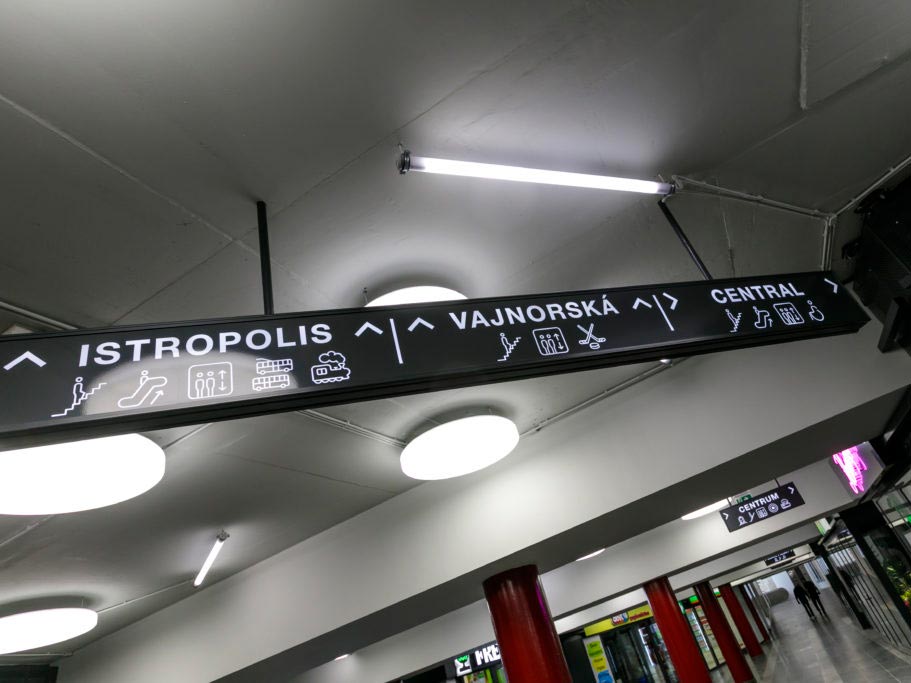 ISTROPOLIS
VAJNORSKÁ
CENTRAL
CENTRUM